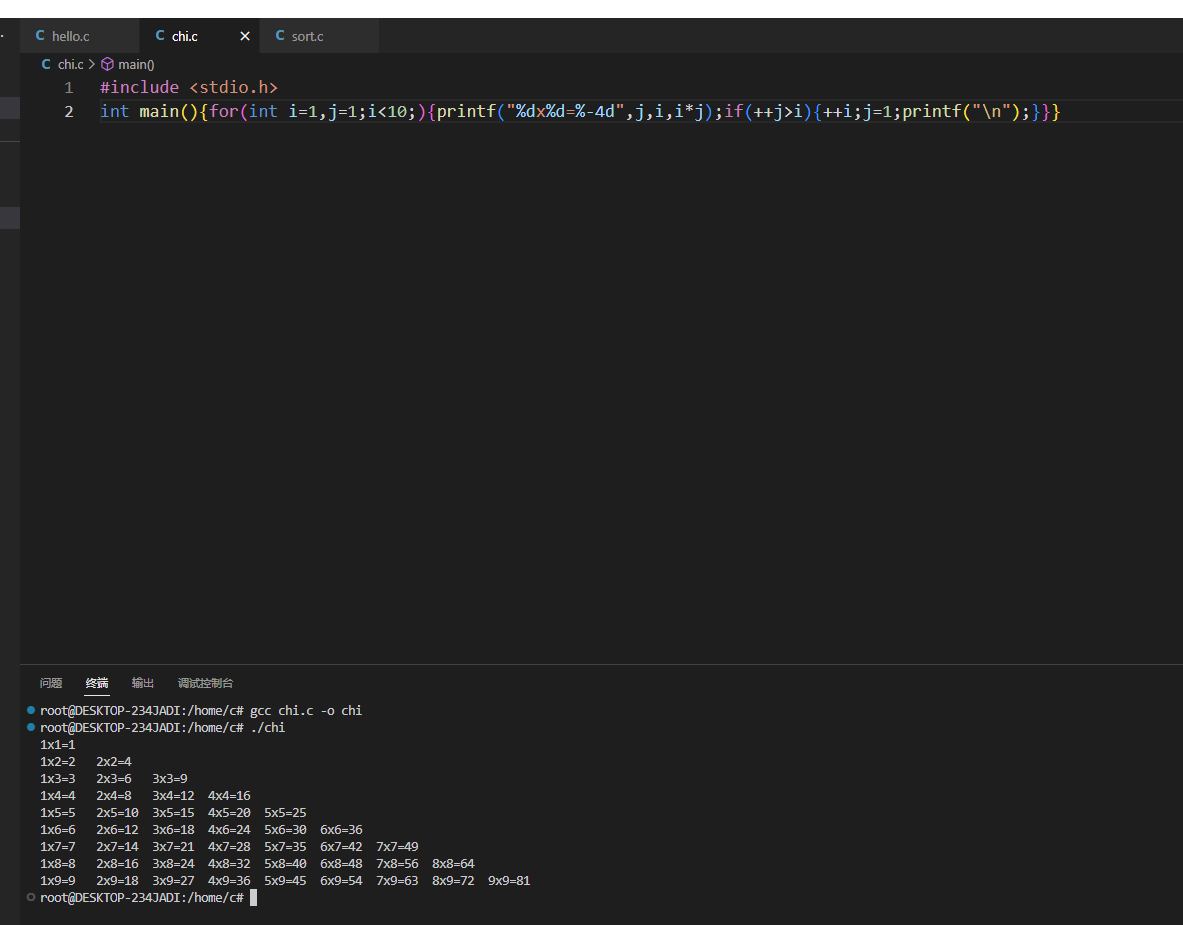 hello.c chi.c sort.c
chi.c main()
1 #include <stdio.h>
2 int main(){for(int i=1,j=1;i<10;){printf("%dx%d=%-4d",j,i,i*j);if(++j>i){++i;j=1;printf("\n");}}}
问题 终端 输出 调试控制台
root@DESKTOP-234JADI:/home/c# gcc chi.c -o chi
root@DESKTOP-234JADI:/home/c# ./chi
1x1=1
1x2=2 2x2=4
1x3=3 2x3=6 3x3=9
1x4=4 2x4=8 3x4=12 4x4=16
1x5=5 2x5=10 3x5=15 4x5=20 5x5=25
1x6=6 2x6=12 3x6=18 4x6=24 5x6=30 6x6=36
1x7=7 2x7=14 3x7=21 4x7=28 5x7=35 6x7=42 7x7=49
1x8=8 2x8=16 3x8=24 4x8=32 5x8=40 6x8=48 7x8=56 8x8=64
1x9=9 2x9=18 3x9=27 4x9=36 5x9=45 6x9=54 7x9=63 8x9=72 9x9=81
root@DESKTOP-234JADI:/home/c#